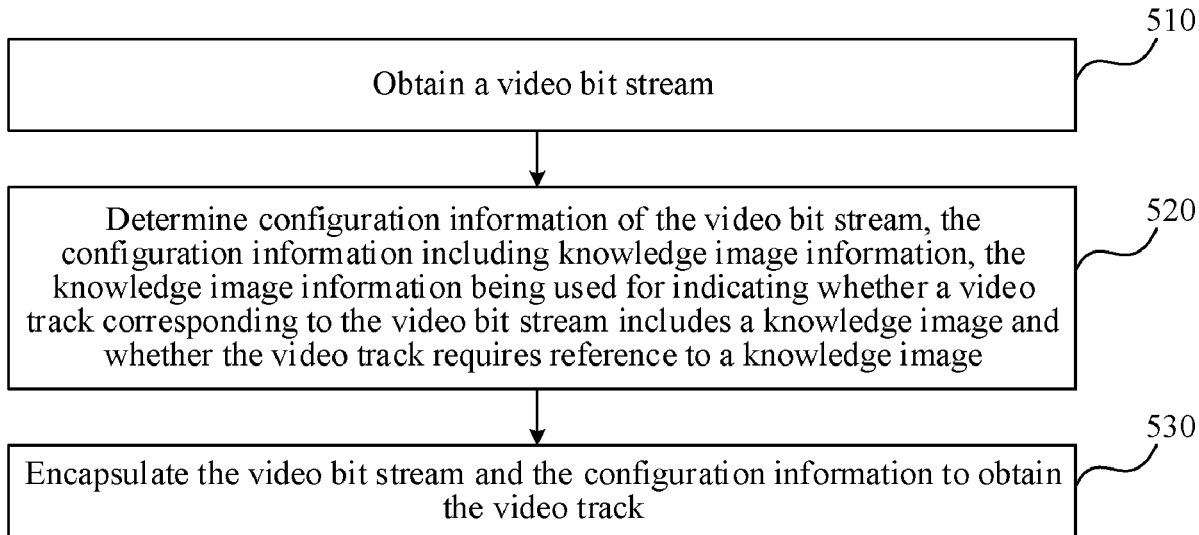 510
Obtain a video bit stream
520
Determine configuration information of the video bit stream, the
configuration information including knowledge image information, the
knowledge image information being used for indicating whether a video
track corresponding to the video bit stream includes a knowledge image and
whether the video track requires reference to a knowledge image
530
Encapsulate the video bit stream and the configuration information to obtain
the video track